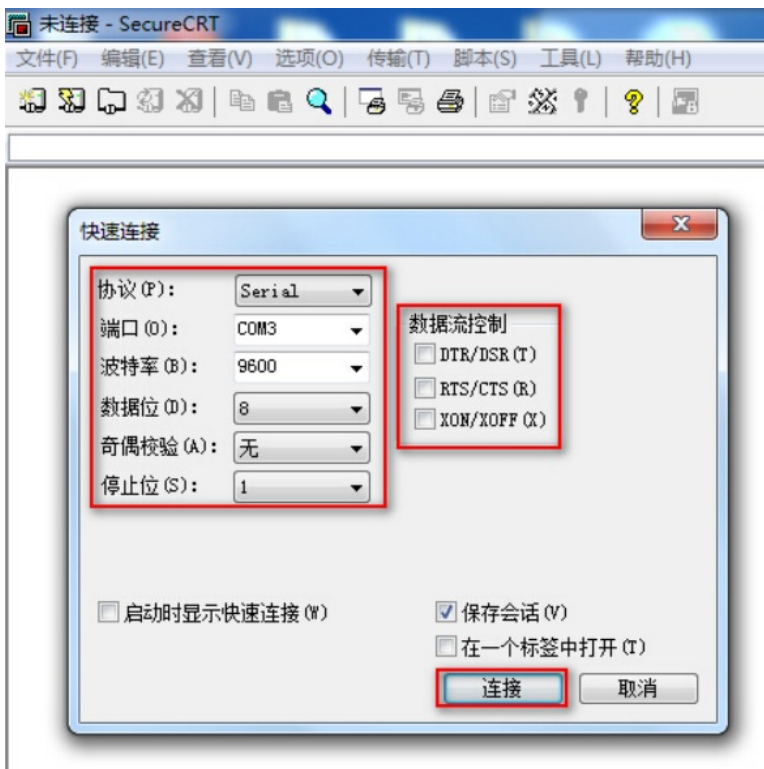 未连接 - SecureCRT
文件(F) 编辑(E) 查看(V) 选项(O) 传输(T) 脚本(S) 工具(L) 帮助(H)
快速连接
协议(P): Serial
端口(O): COM3
波特率(B): 9600
数据位(D): 8
奇偶校验(A): 无
停止位(S): 1
数据流控制
DTR/DSR(T)
RTS/CTS(R)
XON/XOFF(X)
启动时显示快速连接(W)
保存会话(V)
在一个标签中打开(T)
连接 取消